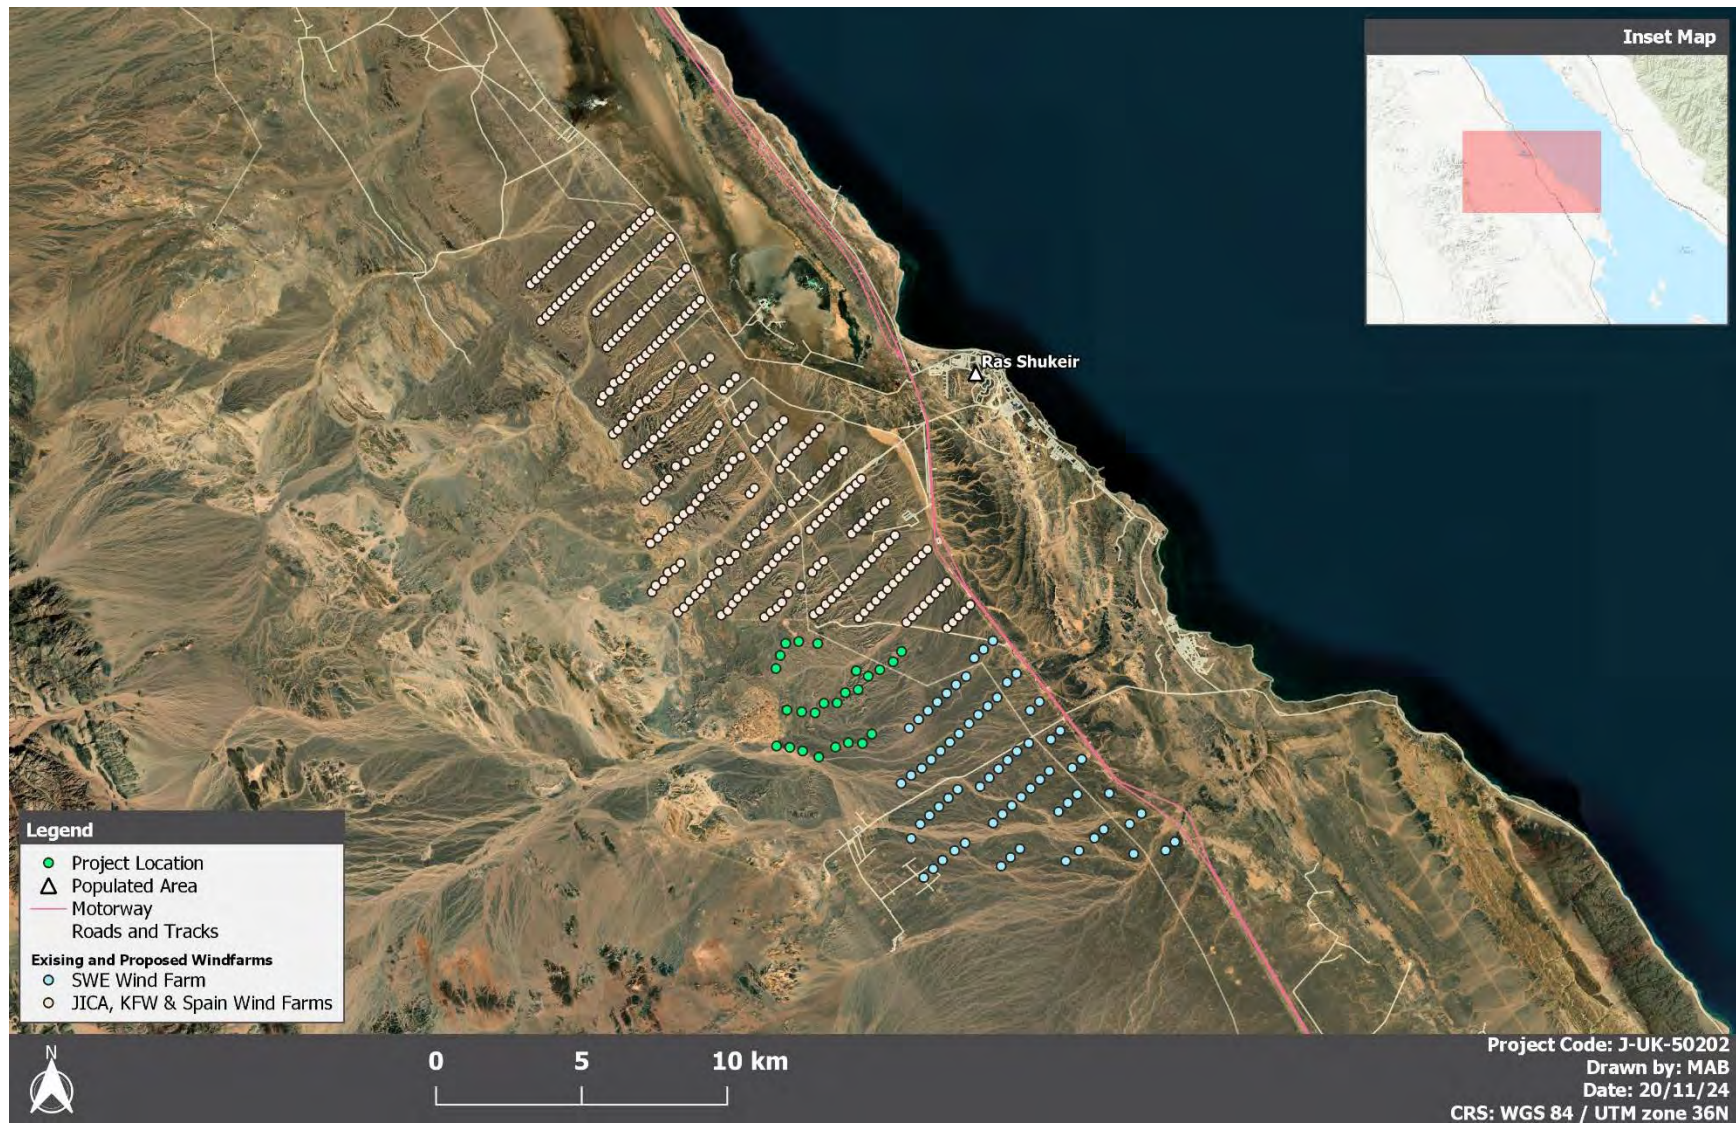 Inset Map
Ras Shukeir
Legend
Project Location
Populated Area
Motorway
Roads and Tracks
Exising and Proposed Windfarms
SWE Wind Farm
JICA, KFW & Spain Wind Farms
N
0 5 10 km
Project Code: J-UK-50202
Drawn by: MAB
Date: 20/11/24
CRS: WGS 84 / UTM zone 36N